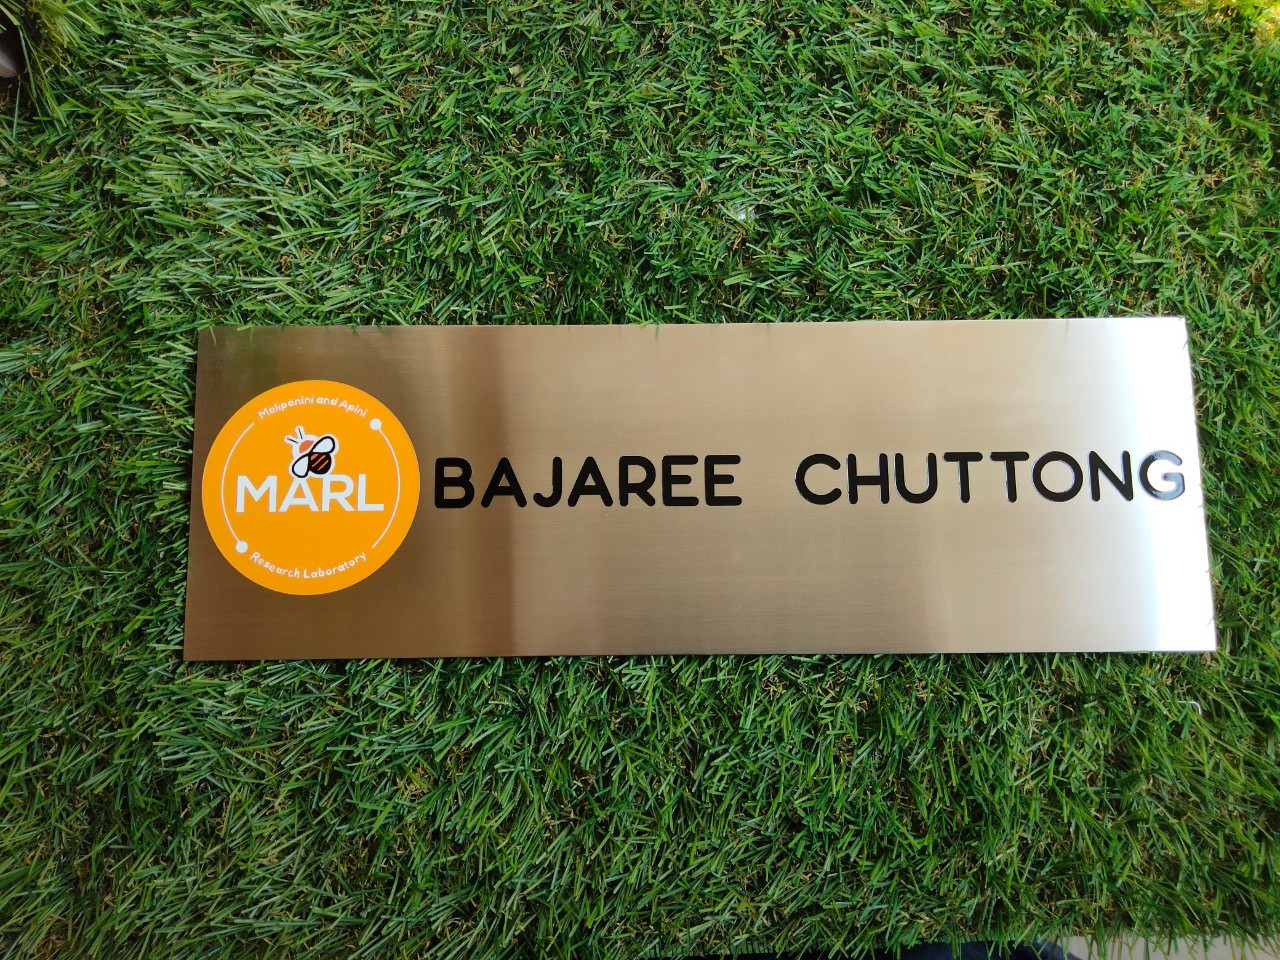 Meliponini and Apini
MARL
Research Laboratory
BAJAREE CHUTTONG